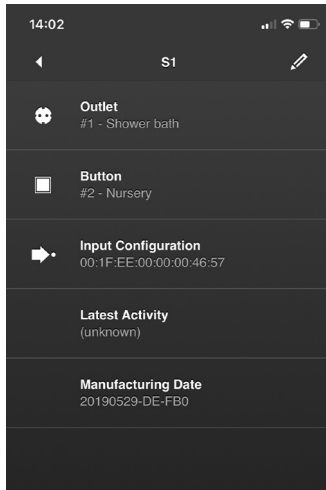 14:02
S1
Outlet
#1 - Shower bath
Button
#2 - Nursery
Input Configuration
00:1F:EE:00:00:00:46:57
Latest Activity
(unknown)
Manufacturing Date
20190529-DE-FB0